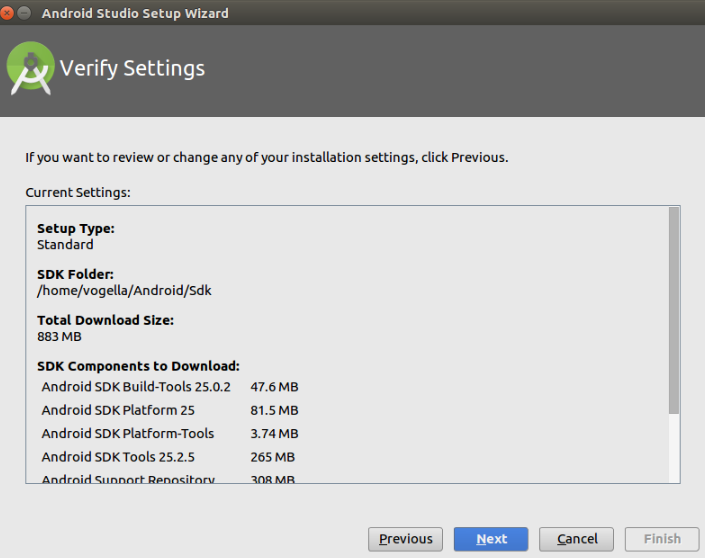 Android Studio Setup Wizard
Verify Settings
If you want to review or change any of your installation settings, click Previous.
Current Settings:
Setup Type:
Standard
SDK Folder:
/home/vogella/Android/Sdk
Total Download Size:
883 MB
SDK Components to Download:
Android SDK Build-Tools 25.0.2 47.6 MB
Android SDK Platform 25 81.5 MB
Android SDK Platform-Tools 3.74 MB
Android SDK Tools 25.2.5 265 MB
Android Support Repository 308 MB
Previous Next Cancel Finish